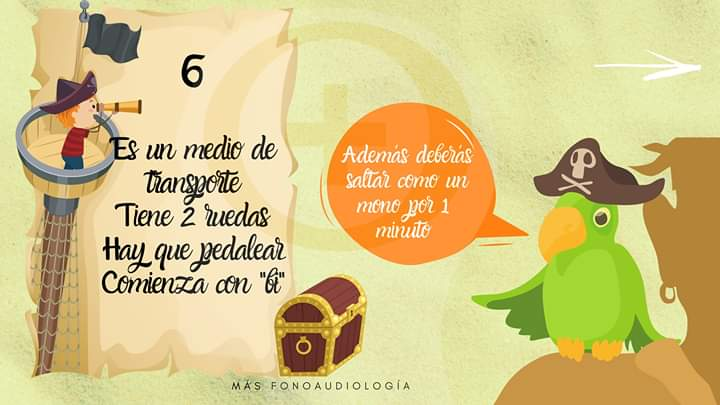 6
Es un medio de
transporte
Tiene 2 ruedas
Hay que pedalear
Comienza con "bi"
Además deberás
saltar como un
mono por 1
minuto
MÁS FONOAUDIOLOGÍA